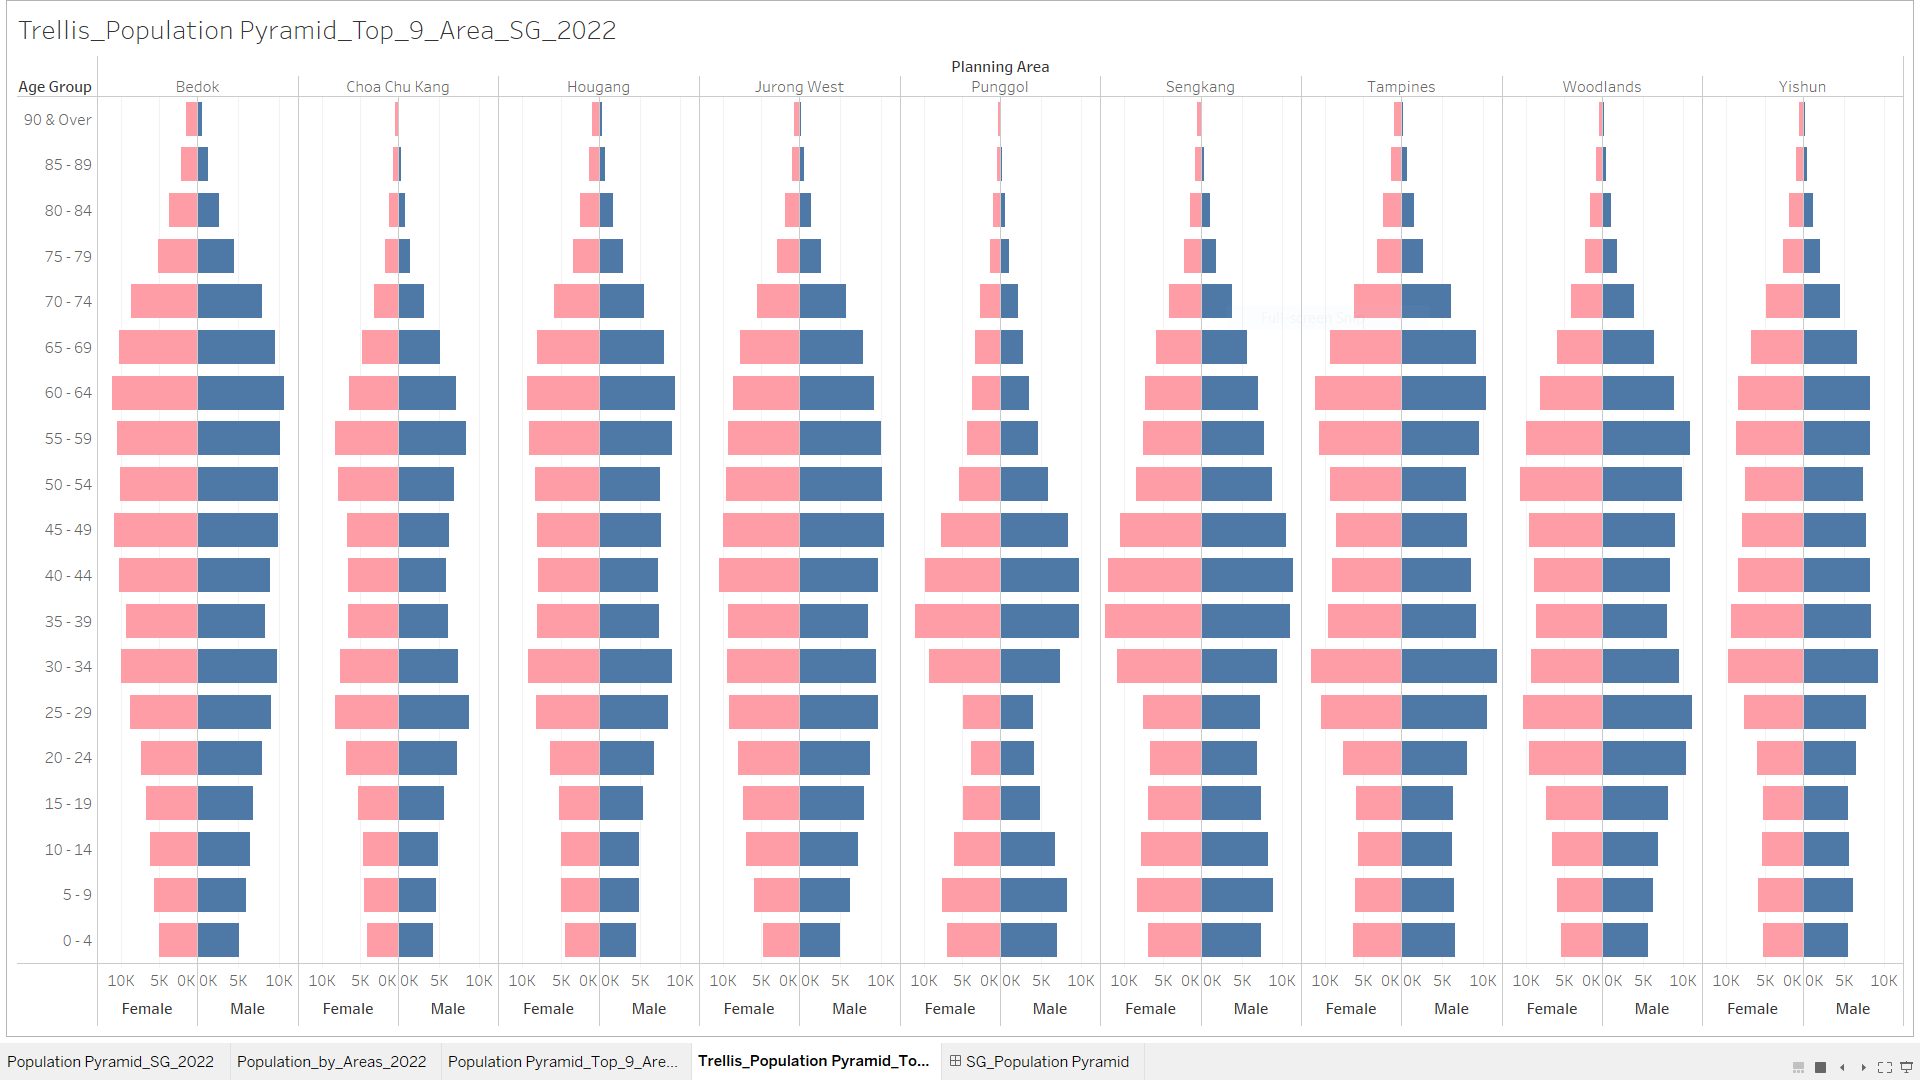 Trellis_Population Pyramid_Top_9_Area_SG_2022
Planning Area
Age Group Bedok Choa Chu Kang Hougang Jurong West Punggol Sengkang Tampines Woodlands Yishun
90 & Over
85 - 89
80 - 84
75 - 79
70 - 74
65 - 69
60 - 64
55 - 59
50 - 54
45 - 49
40 - 44
35 - 39
30 - 34
25 - 29
20 - 24
15 - 19
10 - 14
5 - 9
0 - 4
10K 5K 0K 0K 5K 10K 10K 5K 0K 0K 5K 10K 10K 5K 0K 0K 5K 10K 10K 5K 0K 0K 5K 10K 10K 5K 0K 0K 5K 10K 10K 5K 0K 0K 5K 10K 10K 5K 0K 0K 5K 10K 10K 5K 0K 0K 5K 10K 10K 5K 0K 0K 5K 10K
Female Male Female Male Female Male Female Male Female Male Female Male Female Male Female Male Female Male
Population Pyramid_SG_2022 Population_by_Areas_2022 Population Pyramid_Top_9_Are... Trellis_Population Pyramid_To... SG_Population Pyramid